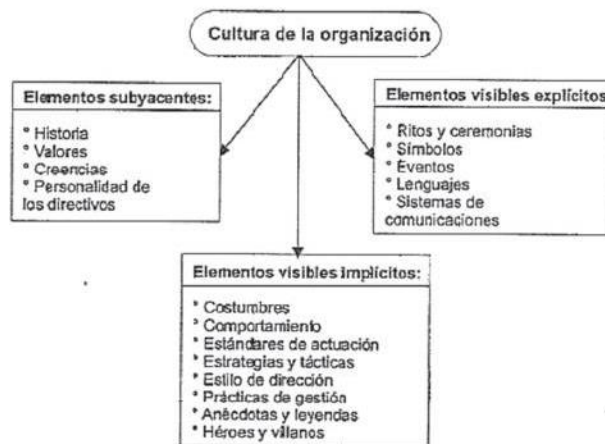 Cultura de la organización
Elementos subyacentes:
° Historia
° Valores
° Creencias
° Personalidad de
los directivos
Elementos visibles explícitos
° Ritos y ceremonias
° Símbolos
° Eventos
° Lenguajes
° Sistemas de
comunicaciones
Elementos visibles implícitos:
° Costumbres
° Comportamiento
° Estándares de actuación
° Estrategias y tácticas
° Estilo de dirección
° Prácticas de gestión
° Anécdotas y leyendas
° Héroes y villanos